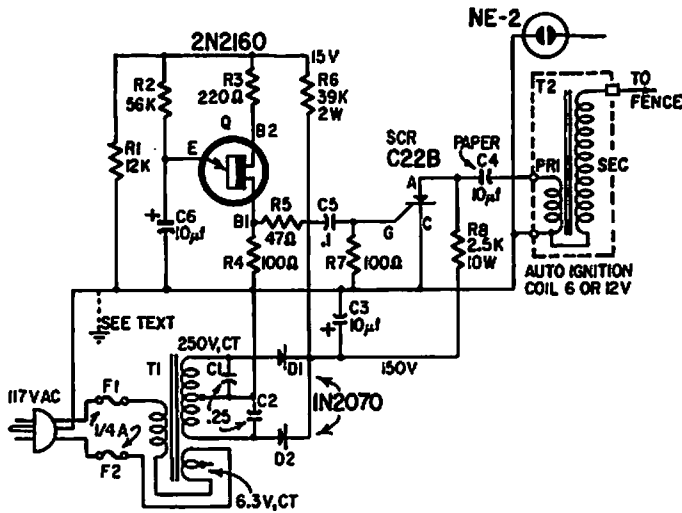 NE-2
2N2160
15V
R2
56K
R3
220Ω
R6
39K
2W
T2
TO
FENCE
Q
B2
E
R1
12K
SCR
C22B
PAPER
C4
10µf
PRI
SEC
A
C
G
C6
10µf
+
B1
R5
47Ω
C5
.1
R4
100Ω
R7
100Ω
R8
2.5K
10W
AUTO IGNITION
COIL 6 OR 12V
SEE TEXT
C3
10µf
+
250V,CT
T1
C1
D1
150V
117VAC
F1
1/4A
F2
.25
C2
1N2070
D2
6.3V,CT